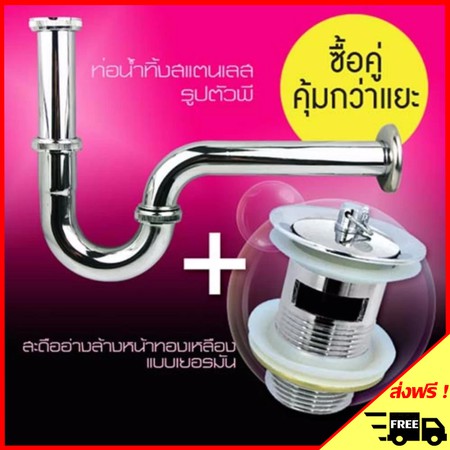 ท่อน้ำทิ้งสแตนเลส
รูปตัวพี
ซื้อคู่
คุ้มกว่าแยะ
+
สะดืออ่างล้างหน้าทองเหลือง
แบบเยอรมัน
ส่งฟรี !
FREE